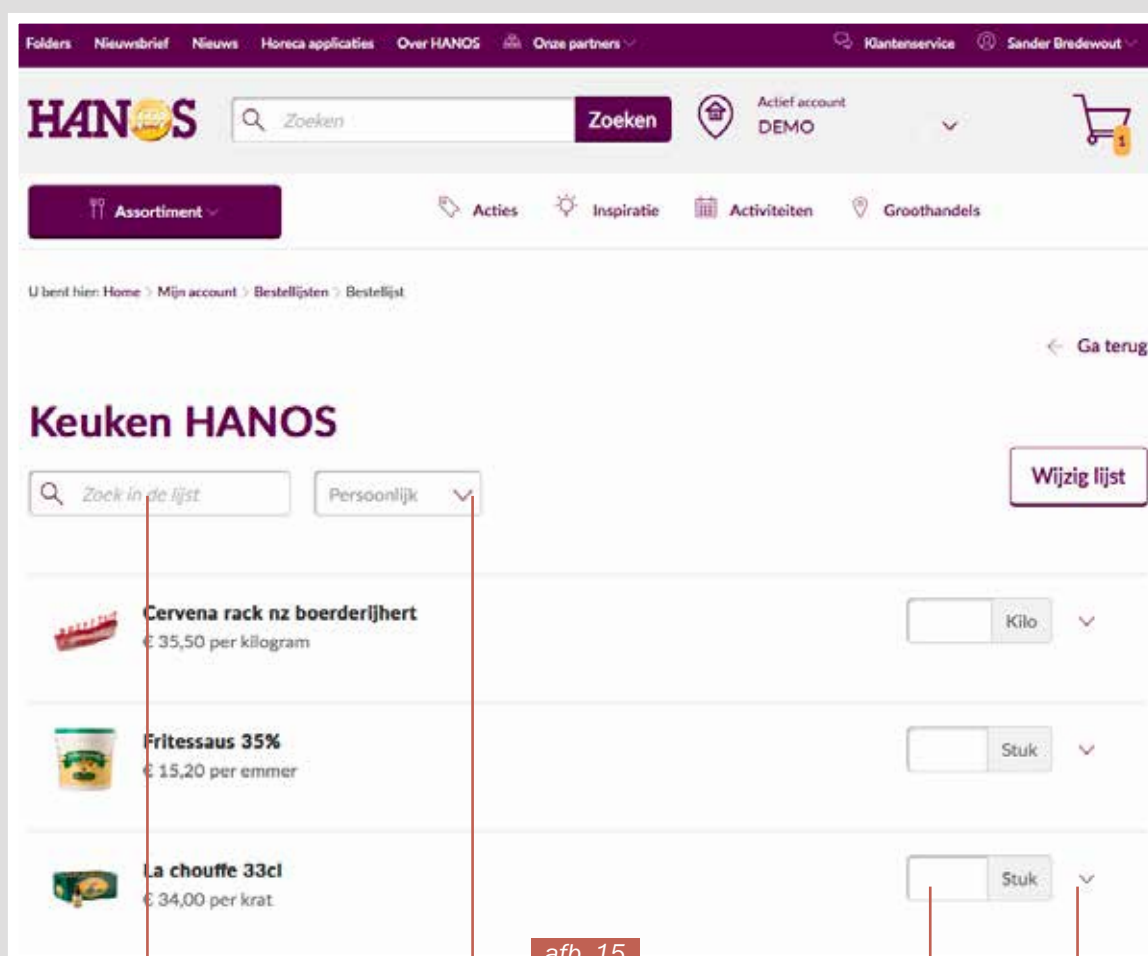 Folders Nieuwsbrief Nieuws Horeca applicaties Over HANOS Onze partners Klantenservice Sander Bredewout
HANOS Zoeken Zoeken Actief account
DEMO
1
Assortiment Acties Inspiratie Activiteiten Groothandels
U bent hier: Home > Mijn account > Bestellijsten > Bestellijst
Ga terug
Keuken HANOS
Zoek in de lijst Persoonlijk Wijzig lijst
Cervena rack nz boerderijhert
€ 35,50 per kilogram
Kilo
Fritessaus 35%
€ 15,20 per emmer
Stuk
La chouffe 33cl
€ 34,00 per krat
Stuk
afb. 15